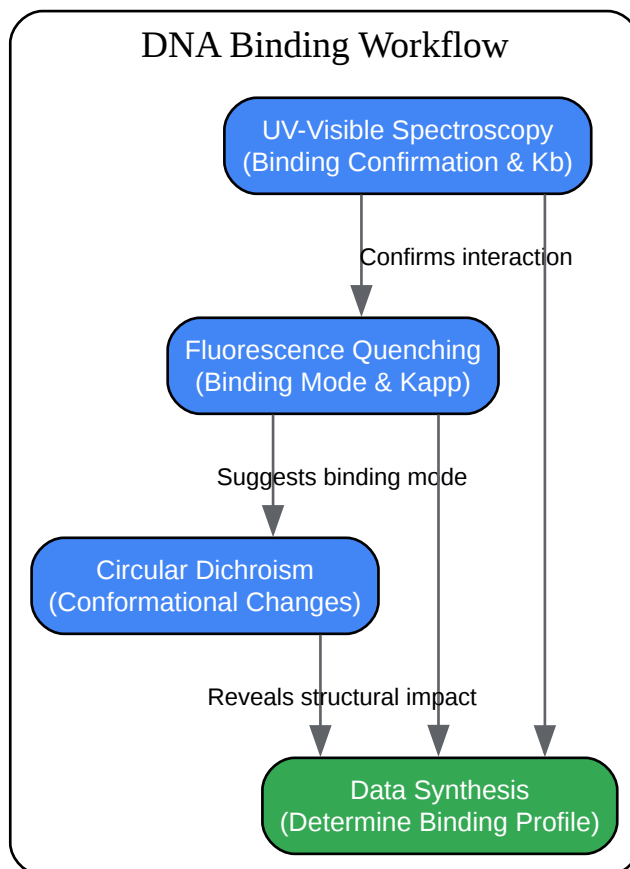 DNA Binding Workflow
UV-Visible Spectroscopy
(Binding Confirmation & Kb)
Confirms interaction
Fluorescence Quenching
(Binding Mode & Kapp)
Suggests binding mode
Circular Dichroism
(Conformational Changes)
Reveals structural impact
Data Synthesis
(Determine Binding Profile)